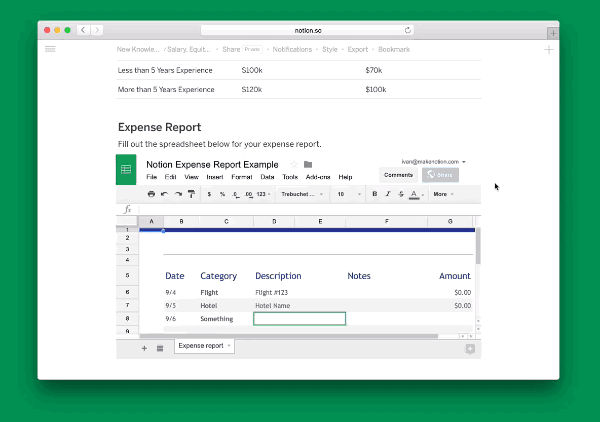 notion.so
New Knowle... / Salary, Equit... • Share Private • Notifications • Style • Export • Bookmark
Less than 5 Years Experience $100k $70k
More than 5 Years Experience $120k $100k
Expense Report
Fill out the spreadsheet below for your expense report.
Notion Expense Report Example
ivan@makenotion.com
File Edit View Insert Format Data Tools Add-ons Help
Comments Share
$ % .0 .00 123 Trebuchet ... 10 B I S A More
fx
A B C D E F G
1
2
3
4
5 Date Category Description Notes Amount
6 9/4 Flight Flight #123 $0.00
7 9/5 Hotel Hotel Name $0.00
8 9/6 Something
9
+ Expense report